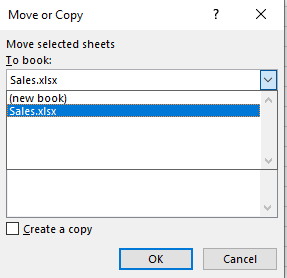 Move or Copy
Move selected sheets
To book:
Sales.xlsx
(new book)
Sales.xlsx
Create a copy
OK Cancel